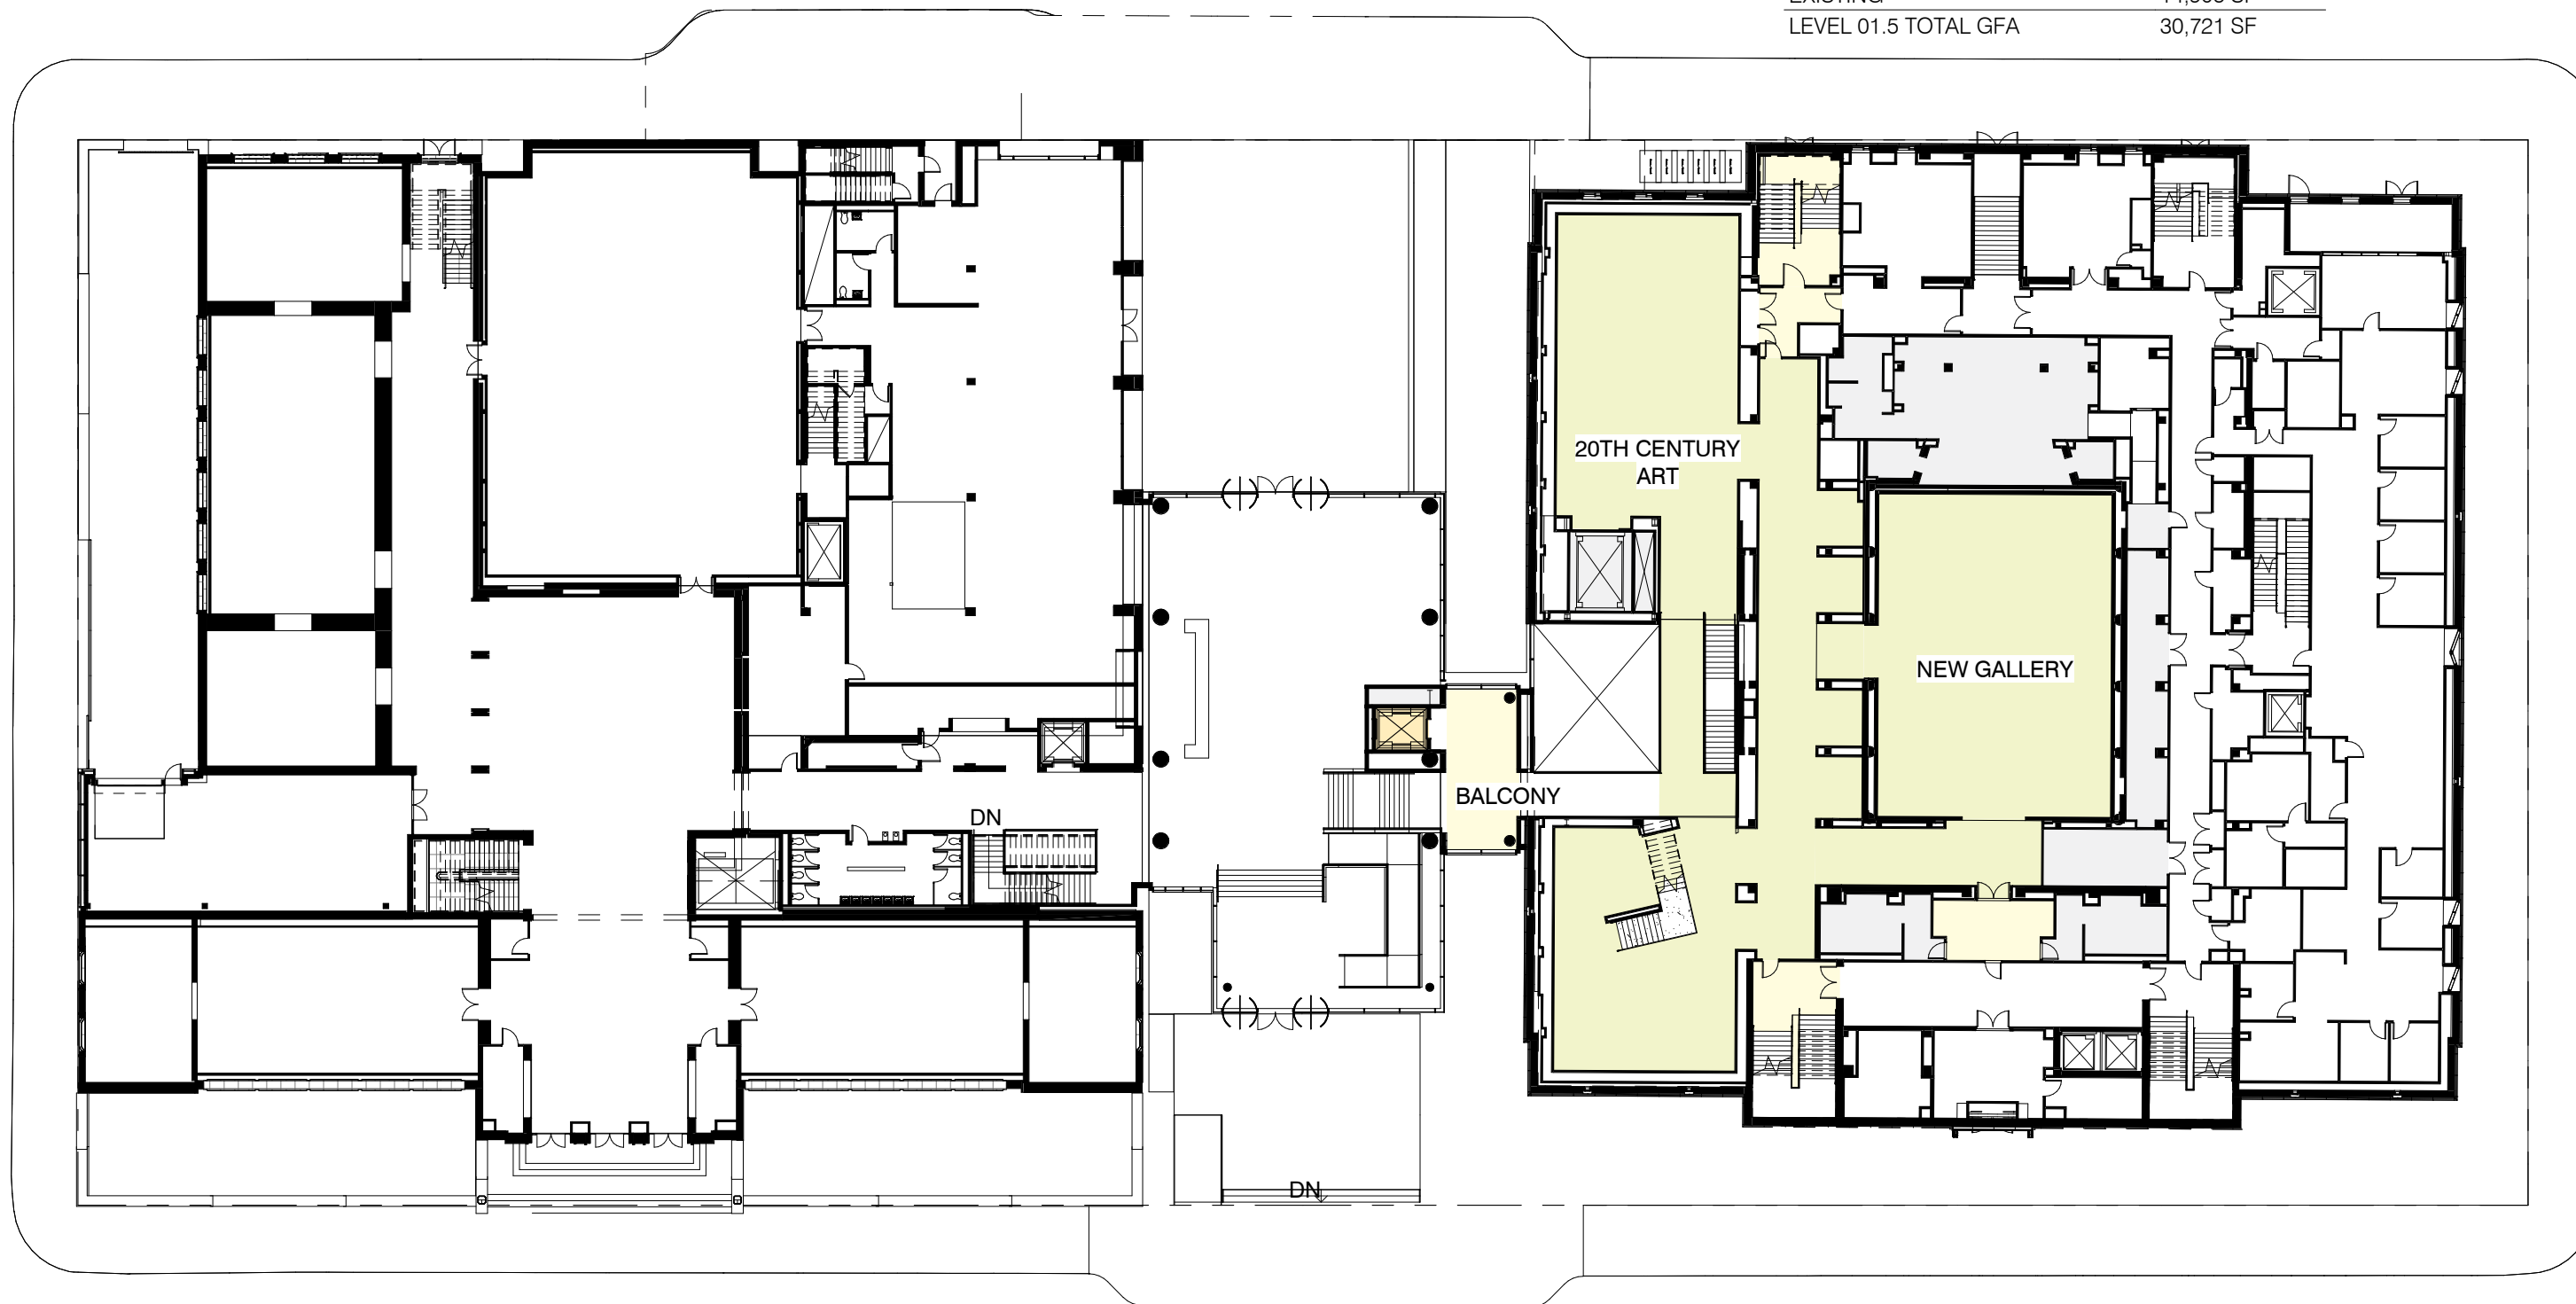 LEVEL 01.5 TOTAL GFA 30,721 SF
20TH CENTURY
ART
NEW GALLERY
BALCONY
DN
DN